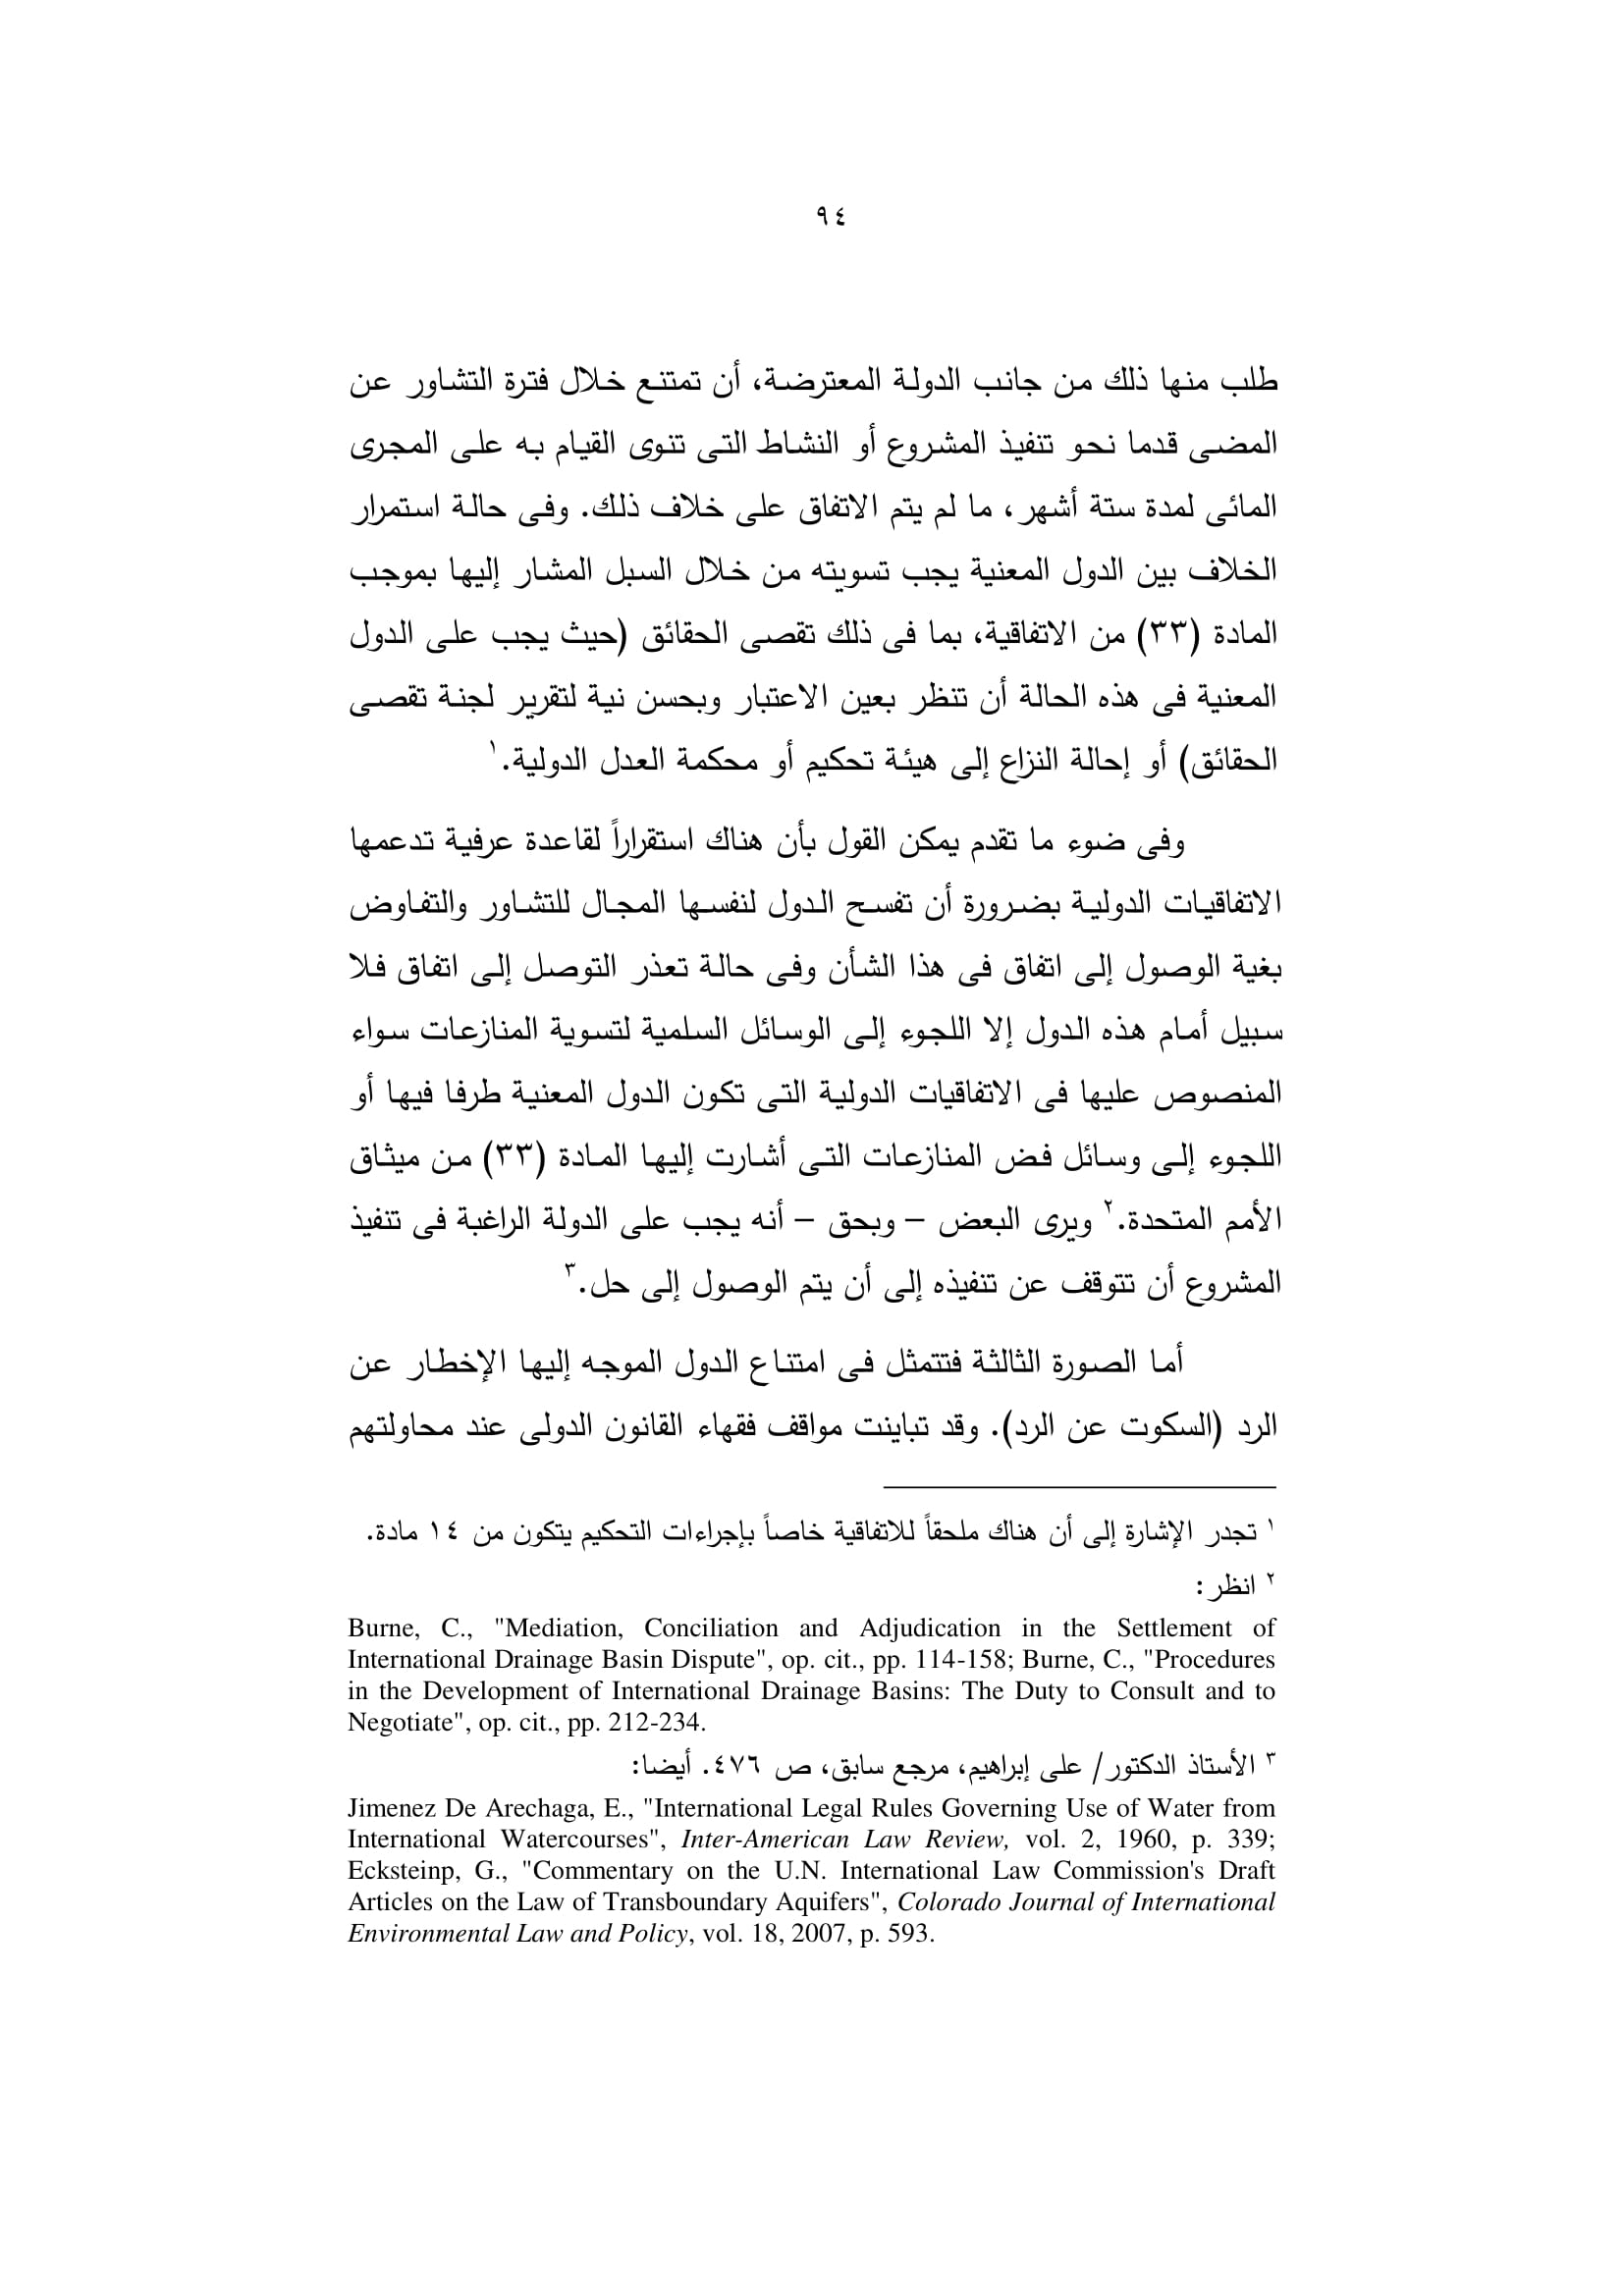 ٩٤
طلب منها ذلك من جانب الدولة المعترضة، أن تمتنع خلال فترة التشاور عن
المضى قدما نحو تنفيذ المشروع أو النشاط التى تنوى القيام به على المجرى
المائى لمدة ستة أشهر، ما لم يتم الاتفاق على خلاف ذلك. وفى حالة استمرار
الخلاف بين الدول المعنية يجب تسويته من خلال السبل المشار إليها بموجب
المادة (٣٣) من الاتفاقية، بما فى ذلك تقصى الحقائق (حيث يجب على الدول
المعنية فى هذه الحالة أن تنظر بعين الاعتبار وبحسن نية لتقرير لجنة تقصى
الحقائق) أو إحالة النزاع إلى هيئة تحكيم أو محكمة العدل الدولية.١
وفى ضوء ما تقدم يمكن القول بأن هناك استقراراً لقاعدة عرفية تدعمها
الاتفاقيات الدولية بضرورة أن تفسح الدول لنفسها المجال للتشاور والتفاوض
بغية الوصول إلى اتفاق فى هذا الشأن وفى حالة تعذر التوصل إلى اتفاق فلا
سبيل أمام هذه الدول إلا اللجوء إلى الوسائل السلمية لتسوية المنازعات سواء
المنصوص عليها فى الاتفاقيات الدولية التى تكون الدول المعنية طرفا فيها أو
اللجوء إلى وسائل فض المنازعات التى أشارت إليها المادة (٣٣) من ميثاق
الأمم المتحدة.٢ ويرى البعض – وبحق – أنه يجب على الدولة الراغبة فى تنفيذ
المشروع أن تتوقف عن تنفيذه إلى أن يتم الوصول إلى حل.٣
أما الصورة الثالثة فتتمثل فى امتناع الدول الموجه إليها الإخطار عن
الرد (السكوت عن الرد). وقد تباينت مواقف فقهاء القانون الدولى عند محاولتهم
١ تجدر الإشارة إلى أن هناك ملحقاً للاتفاقية خاصاً بإجراءات التحكيم يتكون من ١٤ مادة.
٢ انظر:
Burne, C., "Mediation, Conciliation and Adjudication in the Settlement of
International Drainage Basin Dispute", op. cit., pp. 114-158; Burne, C., "Procedures
in the Development of International Drainage Basins: The Duty to Consult and to
Negotiate", op. cit., pp. 212-234.
٣ الأستاذ الدكتور/ على إبراهيم، مرجع سابق، ص ٤٧٦. أيضا:
Jimenez De Arechaga, E., "International Legal Rules Governing Use of Water from
International Watercourses", Inter-American Law Review, vol. 2, 1960, p. 339;
Ecksteinp, G., "Commentary on the U.N. International Law Commission's Draft
Articles on the Law of Transboundary Aquifers", Colorado Journal of International
Environmental Law and Policy, vol. 18, 2007, p. 593.